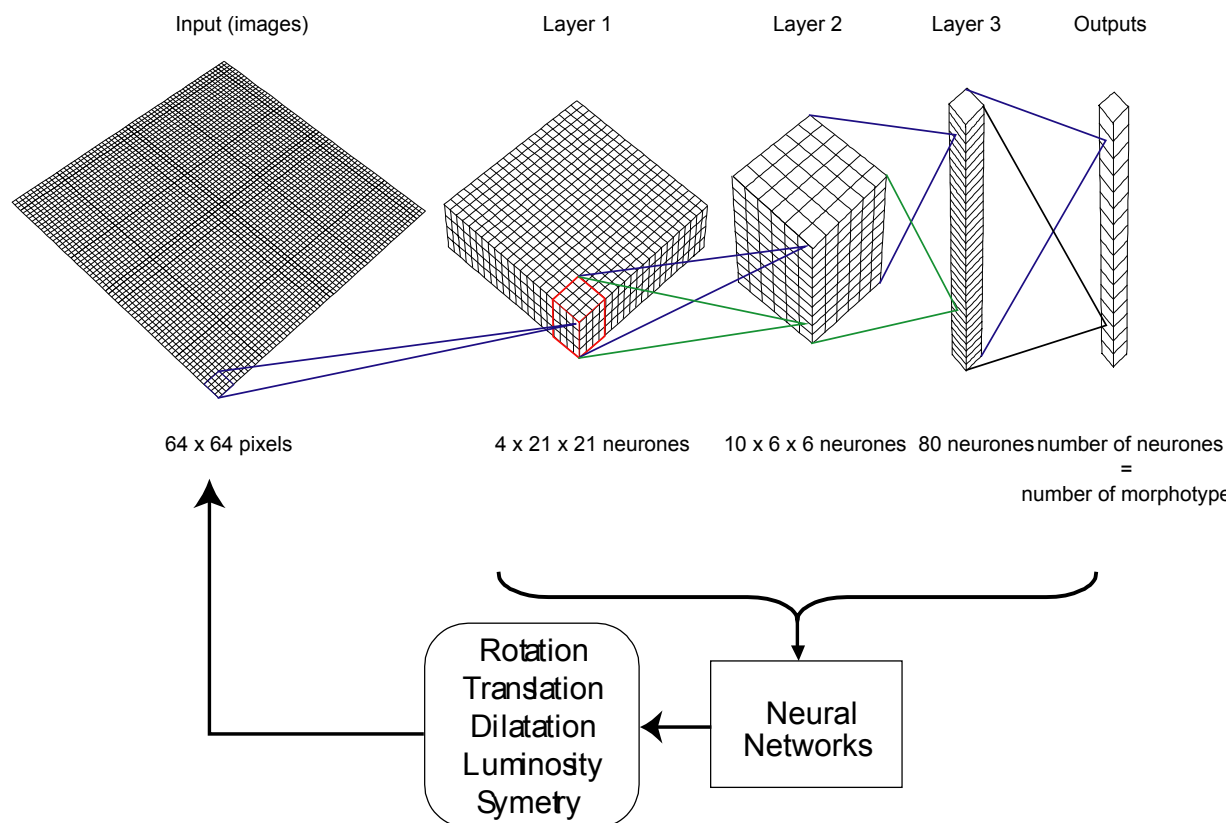 Input (images)
Layer 1
Layer 2
Layer 3
Outputs
64 x 64 pixels
4 x 21 x 21 neurones
10 x 6 x 6 neurones
80 neurones
number of neurones
=
number of morphotype
Rotation
Translation
Dilatation
Luminosity
Symetry
Neural
Networks